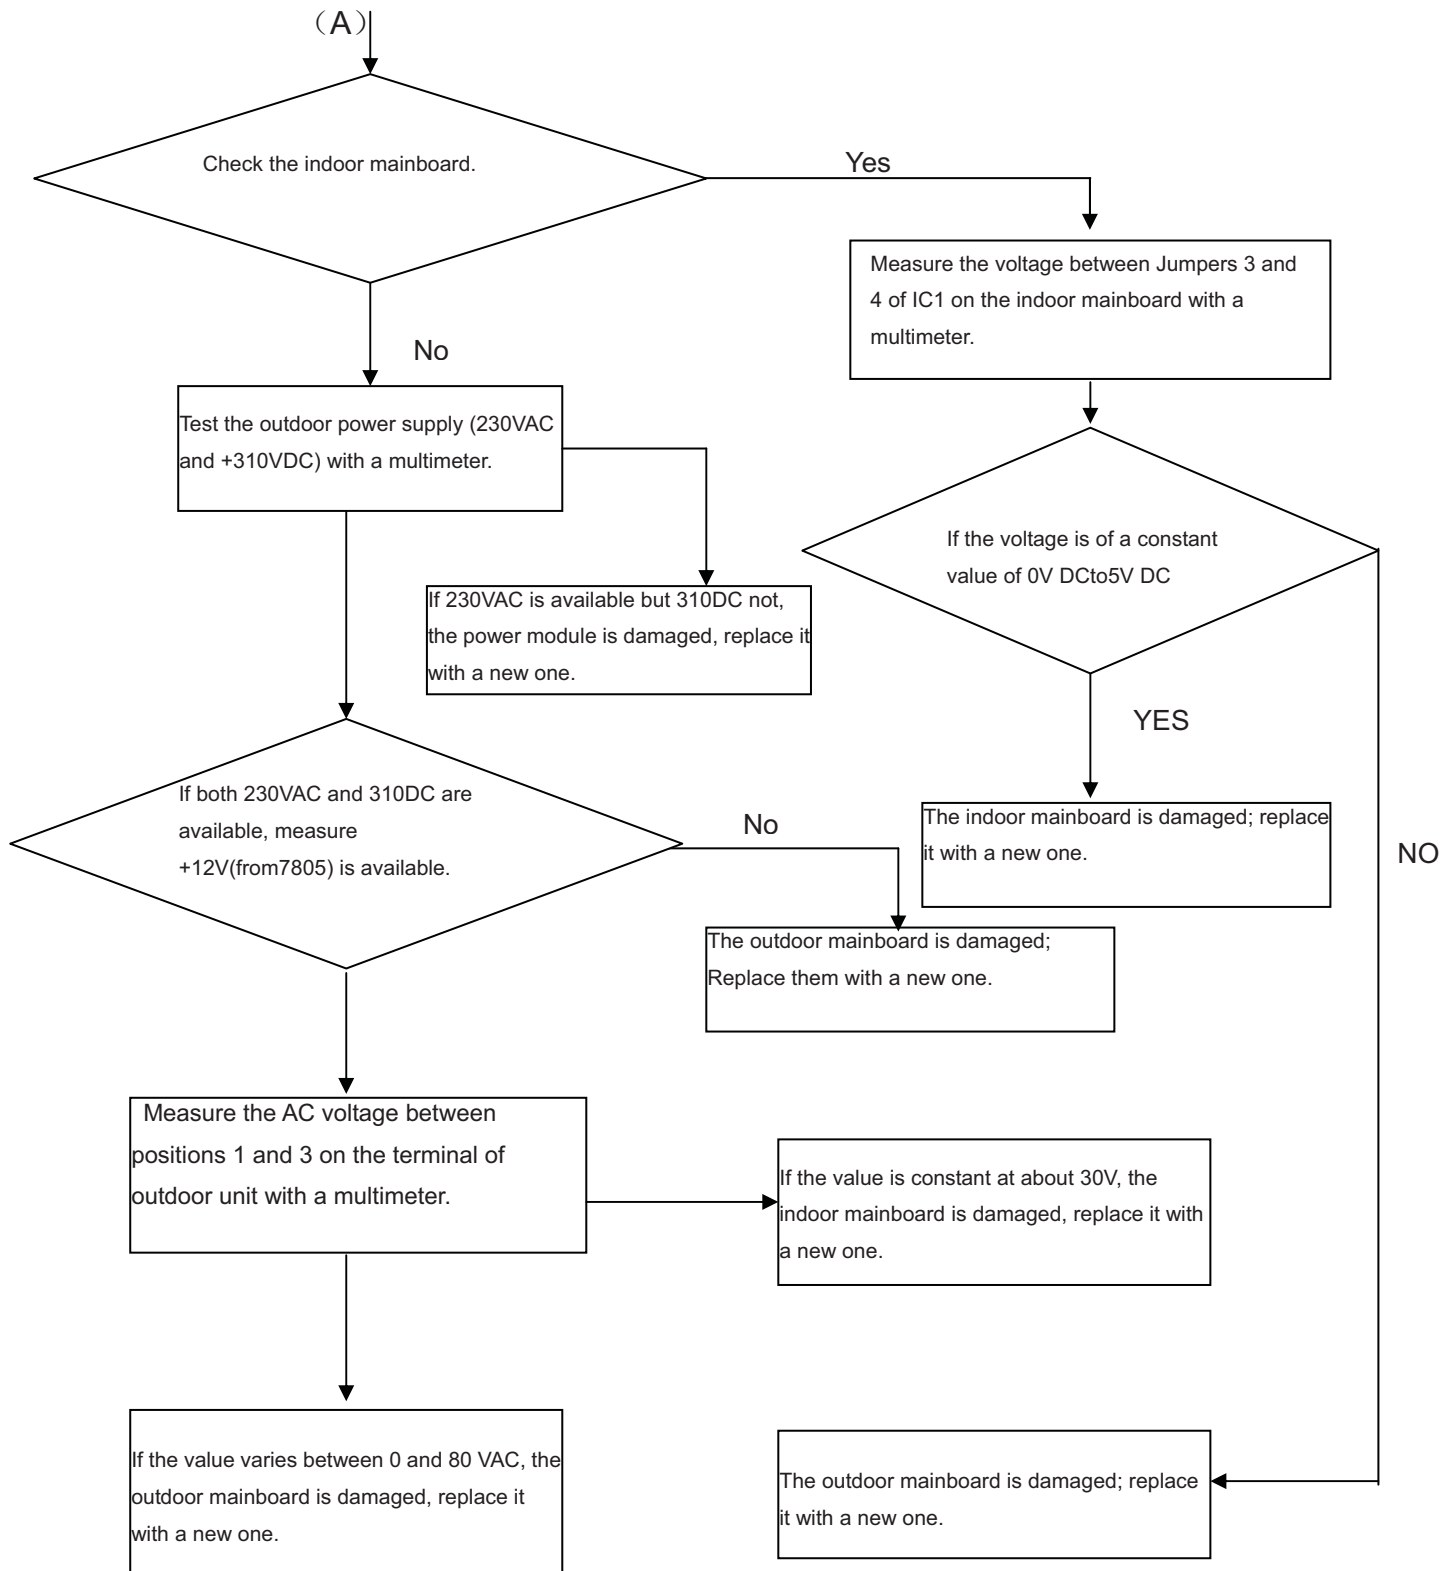 （A）
Check the indoor mainboard.
Yes
Measure the voltage between Jumpers 3 and
4 of IC1 on the indoor mainboard with a
multimeter.
No
Test the outdoor power supply (230VAC
and +310VDC) with a multimeter.
If the voltage is of a constant
value of 0V DCto5V DC
If 230VAC is available but 310DC not,
the power module is damaged, replace it
with a new one.
YES
If both 230VAC and 310DC are
available, measure
+12V(from7805) is available.
No
The indoor mainboard is damaged; replace
it with a new one.
NO
The outdoor mainboard is damaged;
Replace them with a new one.
Measure the AC voltage between
positions 1 and 3 on the terminal of
outdoor unit with a multimeter.
If the value is constant at about 30V, the
indoor mainboard is damaged, replace it with
a new one.
If the value varies between 0 and 80 VAC, the
outdoor mainboard is damaged, replace it
with a new one.
The outdoor mainboard is damaged; replace
it with a new one.